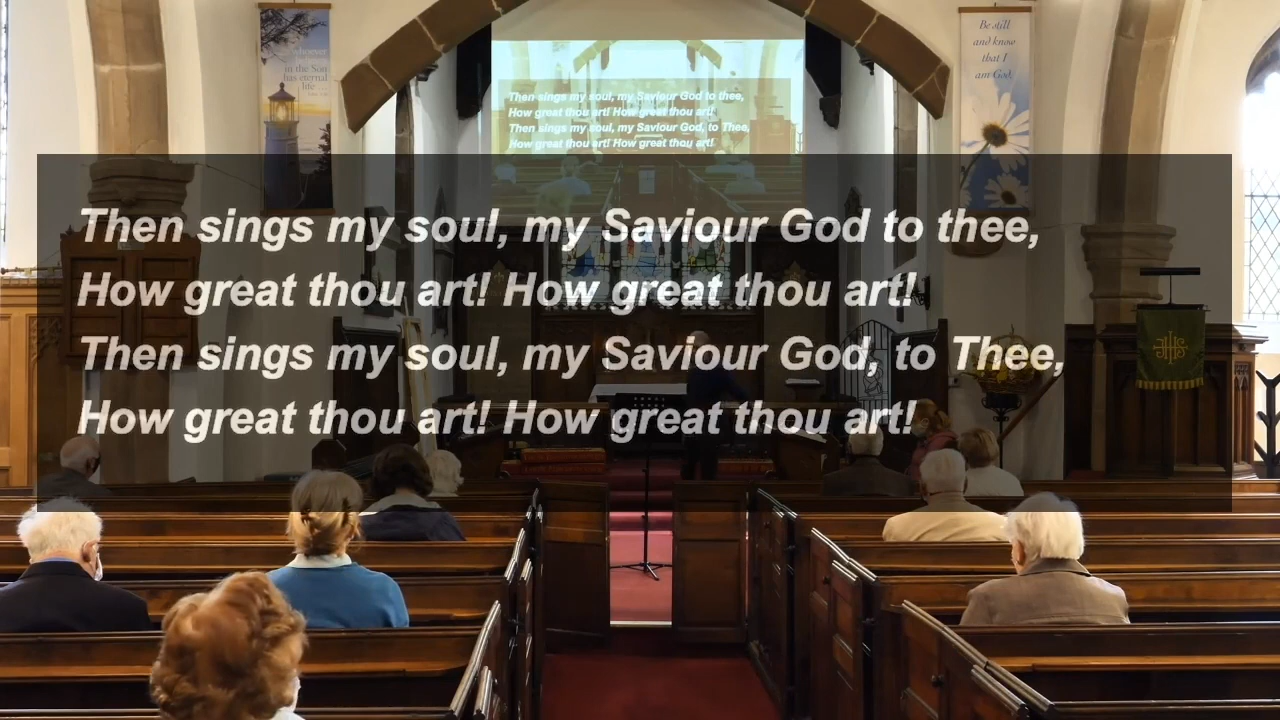 whoever
in the Son
has eternal
life ...
Be still
and know
that I
am God.
Then sings my soul, my Saviour God to thee,
How great thou art! How great thou art!
Then sings my soul, my Saviour God, to Thee,
How great thou art! How great thou art!
Then sings my soul, my Saviour God to thee,
How great thou art! How great thou art!
Then sings my soul, my Saviour God, to Thee,
How great thou art! How great thou art!
IHS